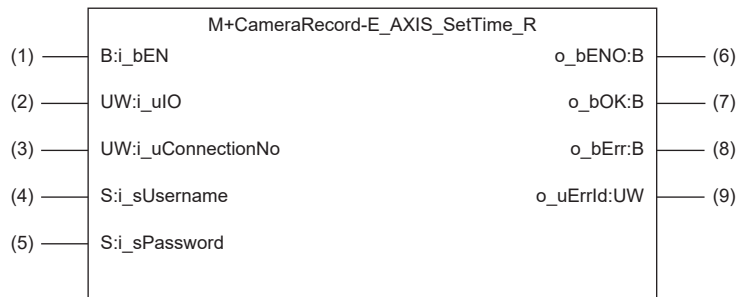 M+CameraRecord-E_AXIS_SetTime_R
(1) B:i_bEN o_bENO:B (6)
(2) UW:i_uIO o_bOK:B (7)
(3) UW:i_uConnectionNo o_bErr:B (8)
(4) S:i_sUsername o_uErrId:UW (9)
(5) S:i_sPassword